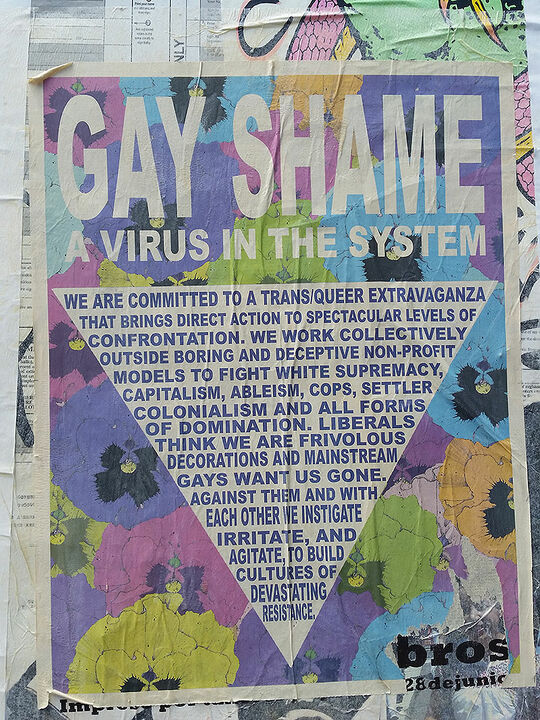 GAY SHAME
A VIRUS IN THE SYSTEM
WE ARE COMMITTED TO A TRANS/QUEER EXTRAVAGANZA
THAT BRINGS DIRECT ACTION TO SPECTACULAR LEVELS OF
CONFRONTATION. WE WORK COLLECTIVELY
OUTSIDE BORING AND DECEPTIVE NON-PROFIT
MODELS TO FIGHT WHITE SUPREMACY,
CAPITALISM, ABLEISM, COPS, SETTLER
COLONIALISM AND ALL FORMS
OF DOMINATION. LIBERALS
THINK WE ARE FRIVOLOUS
DECORATIONS AND MAINSTREAM
GAYS WANT US GONE.
AGAINST THEM AND WITH
EACH OTHER WE INSTIGATE
IRRITATE, AND
AGITATE, TO BUILD
CULTURES OF
DEVASTATING
RESISTANCE.
bros
28 de junio